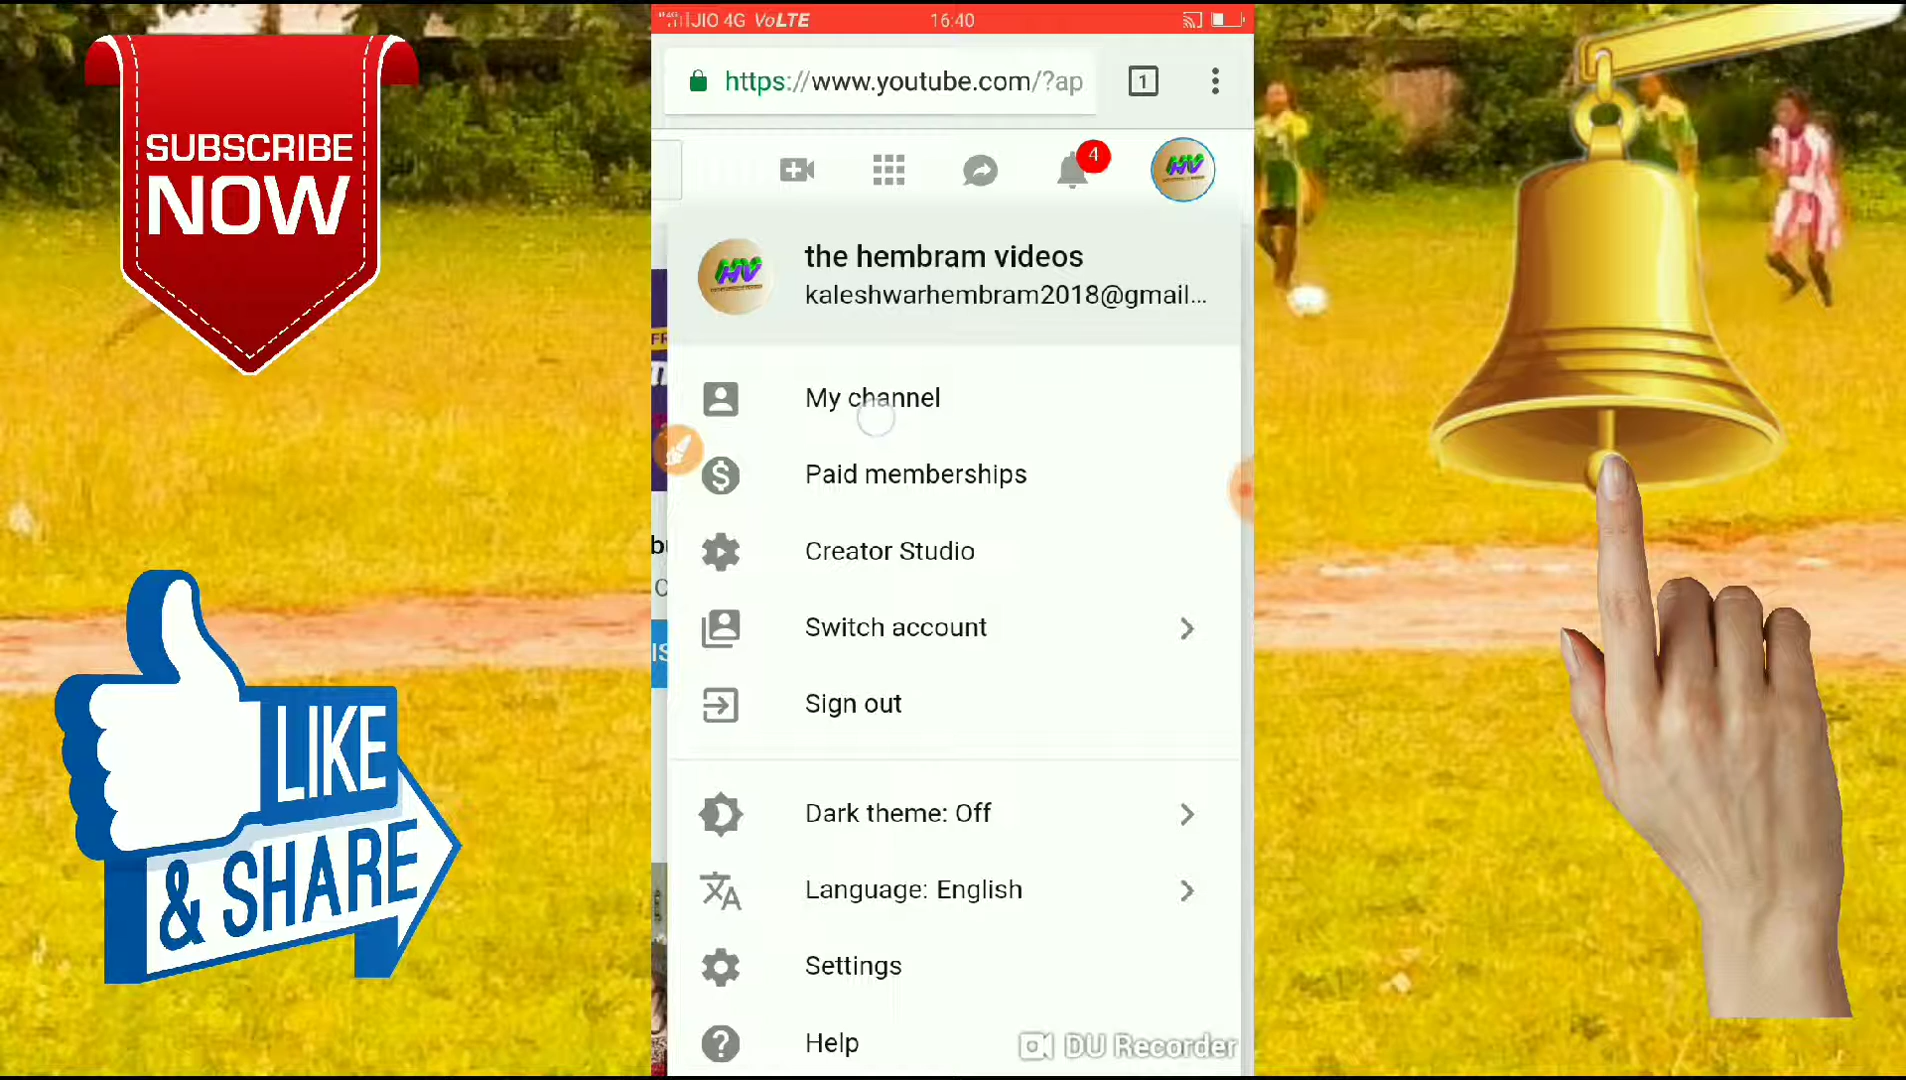 SUBSCRIBE
NOW
LIKE
& SHARE
JIO 4G VoLTE 16:40
https://www.youtube.com/?ap 1
4
HV
the hembram videos
HV
kaleshwarhembram2018@gmail...
My channel
Paid memberships
Creator Studio
Switch account
Sign out
Dark theme: Off
Language: English
Settings
Help
DU Recorder